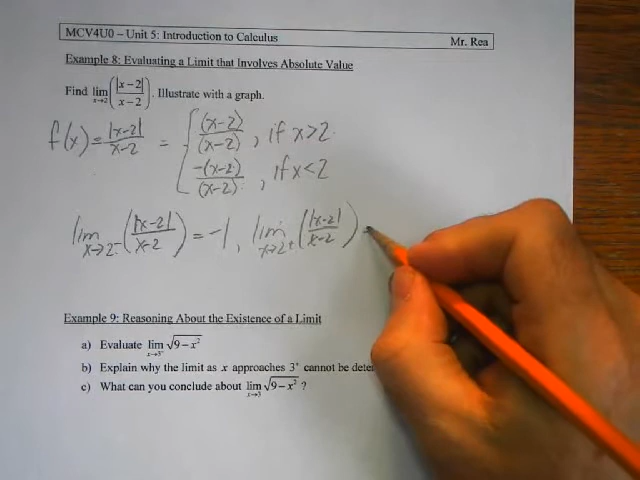 MCV4U0 – Unit 5: Introduction to Calculus Mr. Rea
Example 8: Evaluating a Limit that Involves Absolute Value
Find lim x→2 (|x−2| / x−2). Illustrate with a graph.
f(x) = |x-2| / x-2 = { (x-2) / (x-2), if x>2
-(x-2) / (x-2), if x<2
lim x→2⁻ (|x-2| / x-2) = -1, lim x→2⁺ (|x-2| / x-2) =
Example 9: Reasoning About the Existence of a Limit
a) Evaluate lim x→3⁻ √9−x²
b) Explain why the limit as x approaches 3⁺ cannot be
c) What can you conclude about lim x→3 √9−x² ?